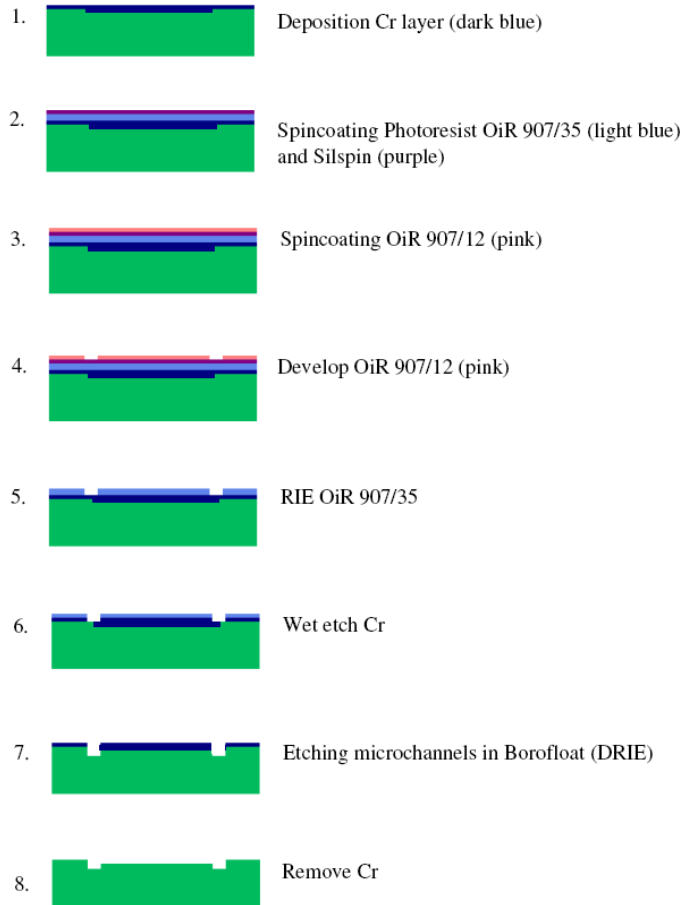 1. Deposition Cr layer (dark blue)
2. Spincoating Photoresist OiR 907/35 (light blue)
and Silspin (purple)
3. Spincoating OiR 907/12 (pink)
4. Develop OiR 907/12 (pink)
5. RIE OiR 907/35
6. Wet etch Cr
7. Etching microchannels in Borofloat (DRIE)
8. Remove Cr